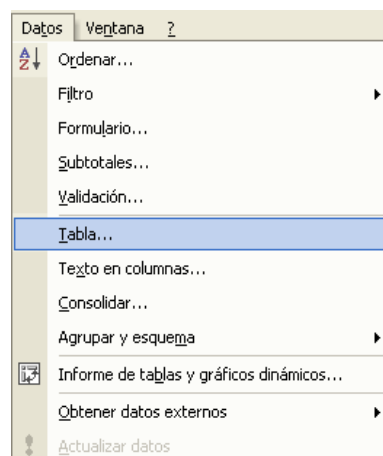 Datos Ventana ?
Ordenar...
Filtro
Formulario...
Subtotales...
Validación...
Tabla...
Texto en columnas...
Consolidar...
Agrupar y esquema
Informe de tablas y gráficos dinámicos...
Obtener datos externos
Actualizar datos